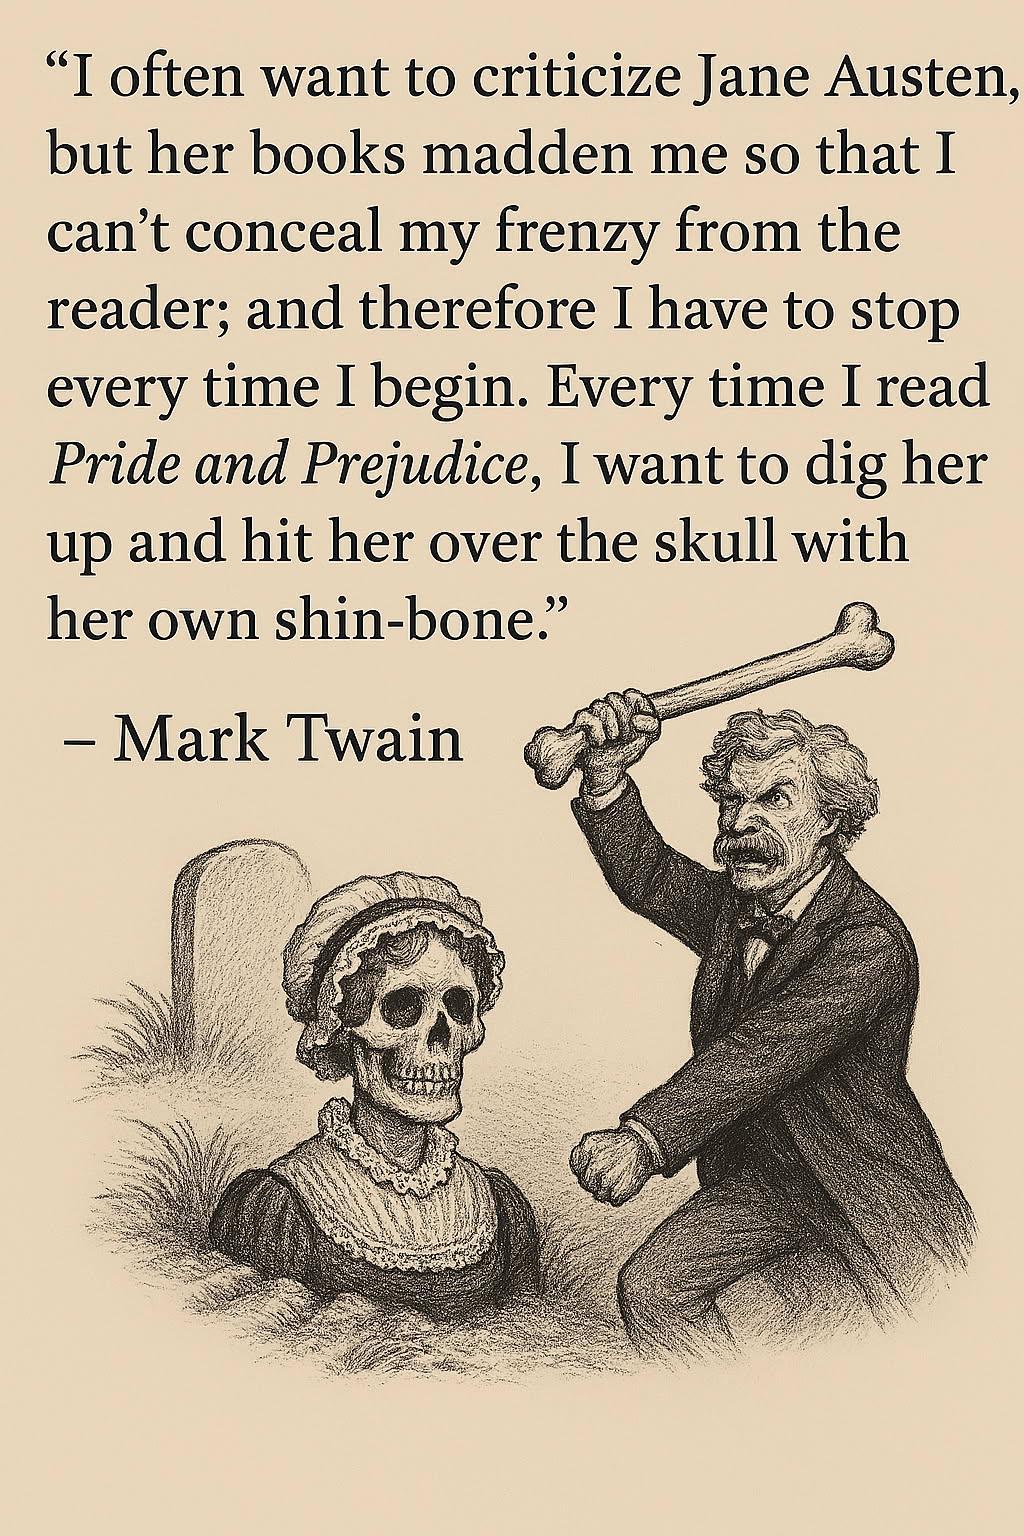 “I often want to criticize Jane Austen,
but her books madden me so that I
can’t conceal my frenzy from the
reader; and therefore I have to stop
every time I begin. Every time I read
Pride and Prejudice, I want to dig her
up and hit her over the skull with
her own shin-bone.”
– Mark Twain